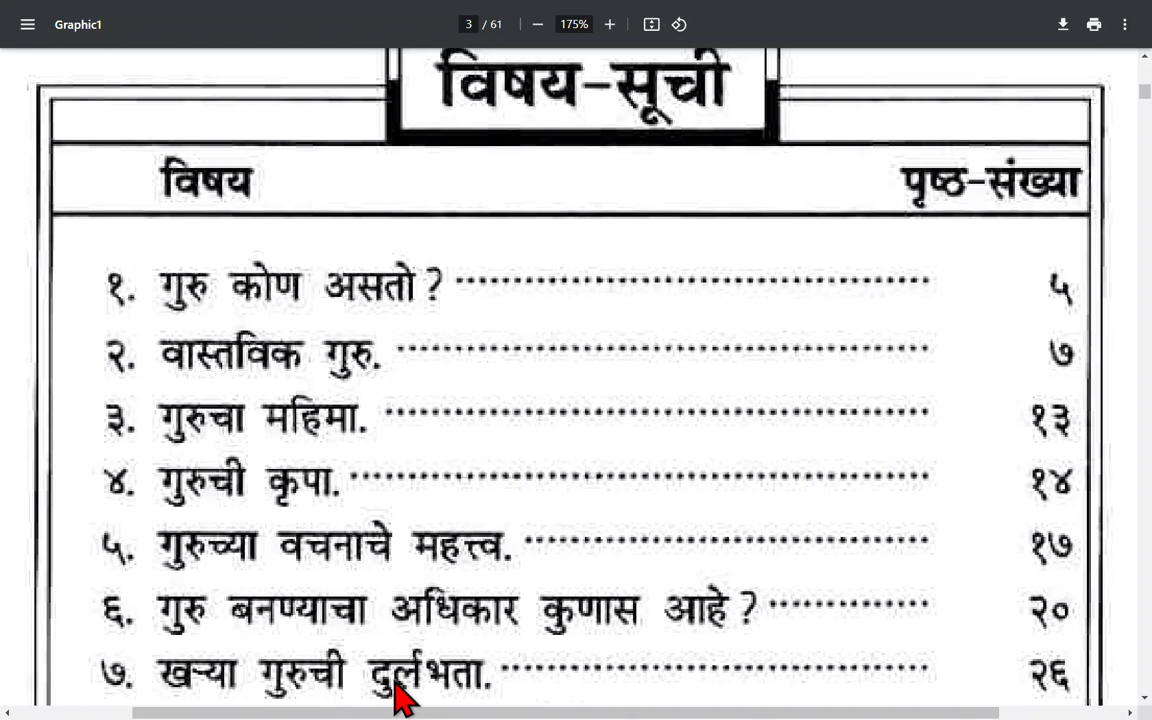 Graphic1 3 / 61 175%
विषय-सूची
विषय पृष्ठ-संख्या
१. गुरु कोण असतो? ५
२. वास्तविक गुरु. ७
३. गुरुचा महिमा. १३
४. गुरुची कृपा. १४
५. गुरुच्या वचनाचे महत्त्व. १७
६. गुरु बनण्याचा अधिकार कुणास आहे? २०
७. खऱ्या गुरुची दुर्लभता. २६